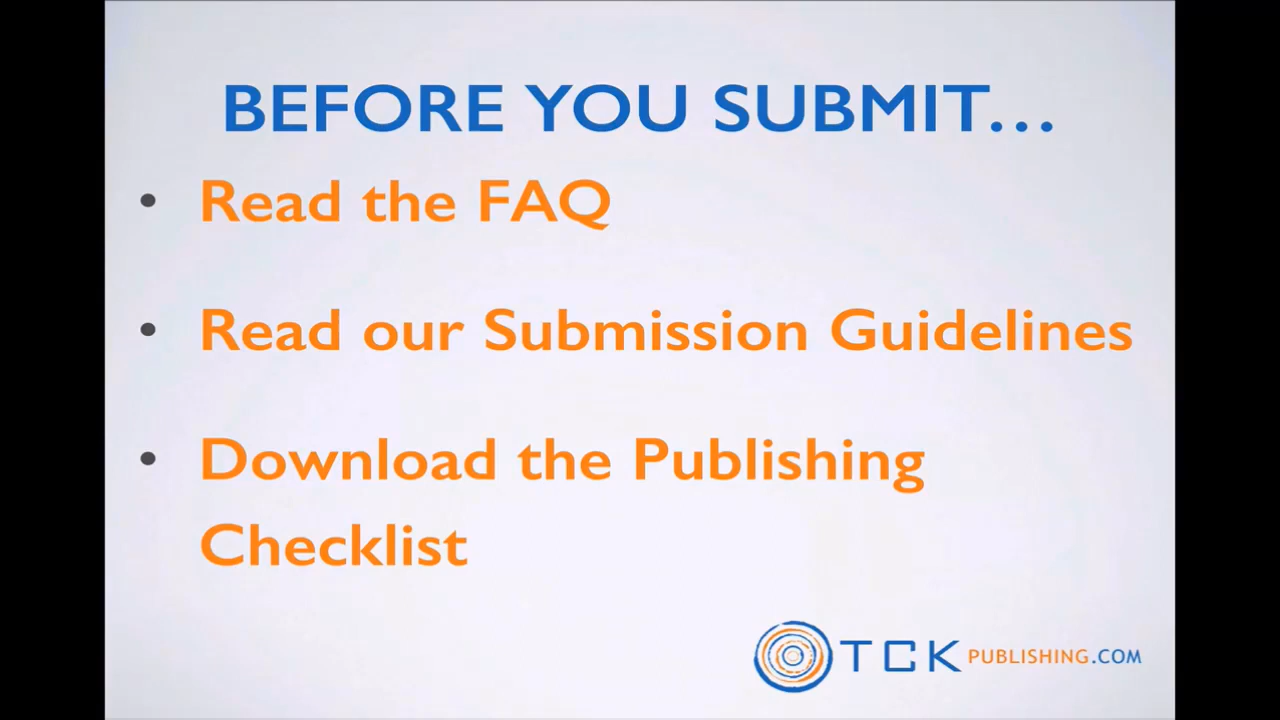 BEFORE YOU SUBMIT...
• Read the FAQ
• Read our Submission Guidelines
• Download the Publishing
Checklist
TCK PUBLISHING.COM